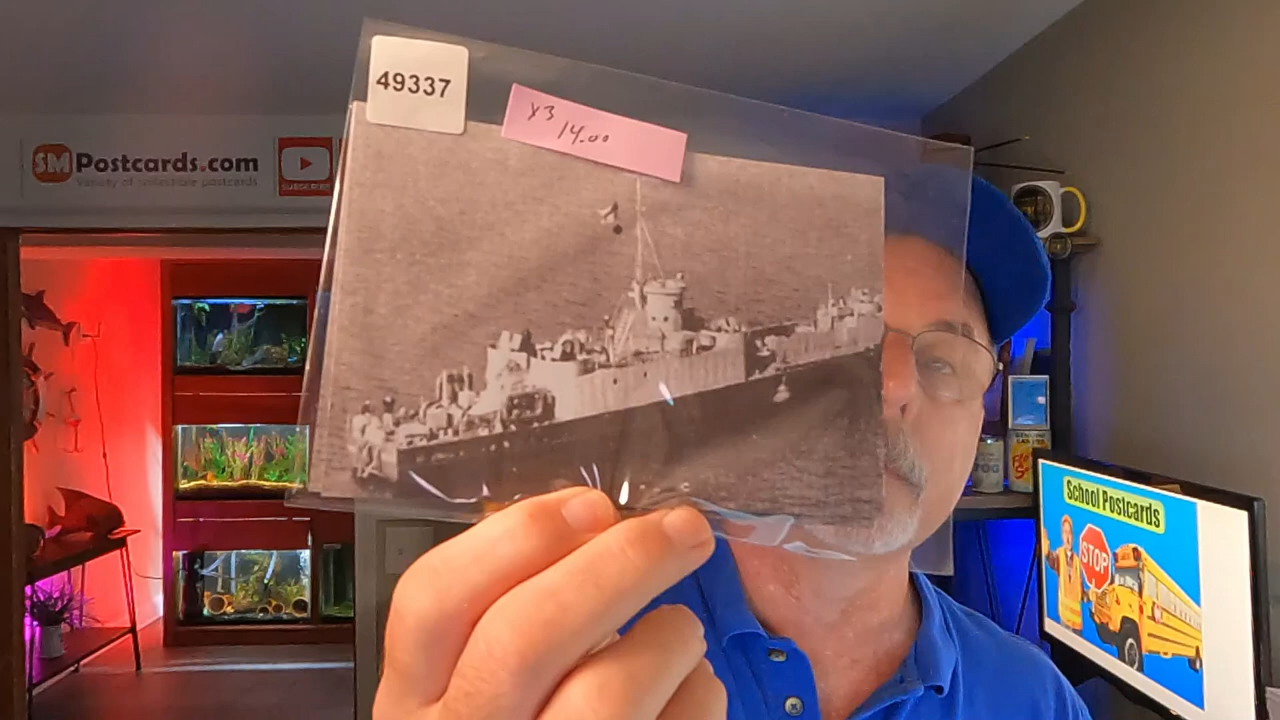 49337
x3
14.00
SMPostcards.com
Variety of collectible postcards
SUBSCRIBE
School Postcards
STOP